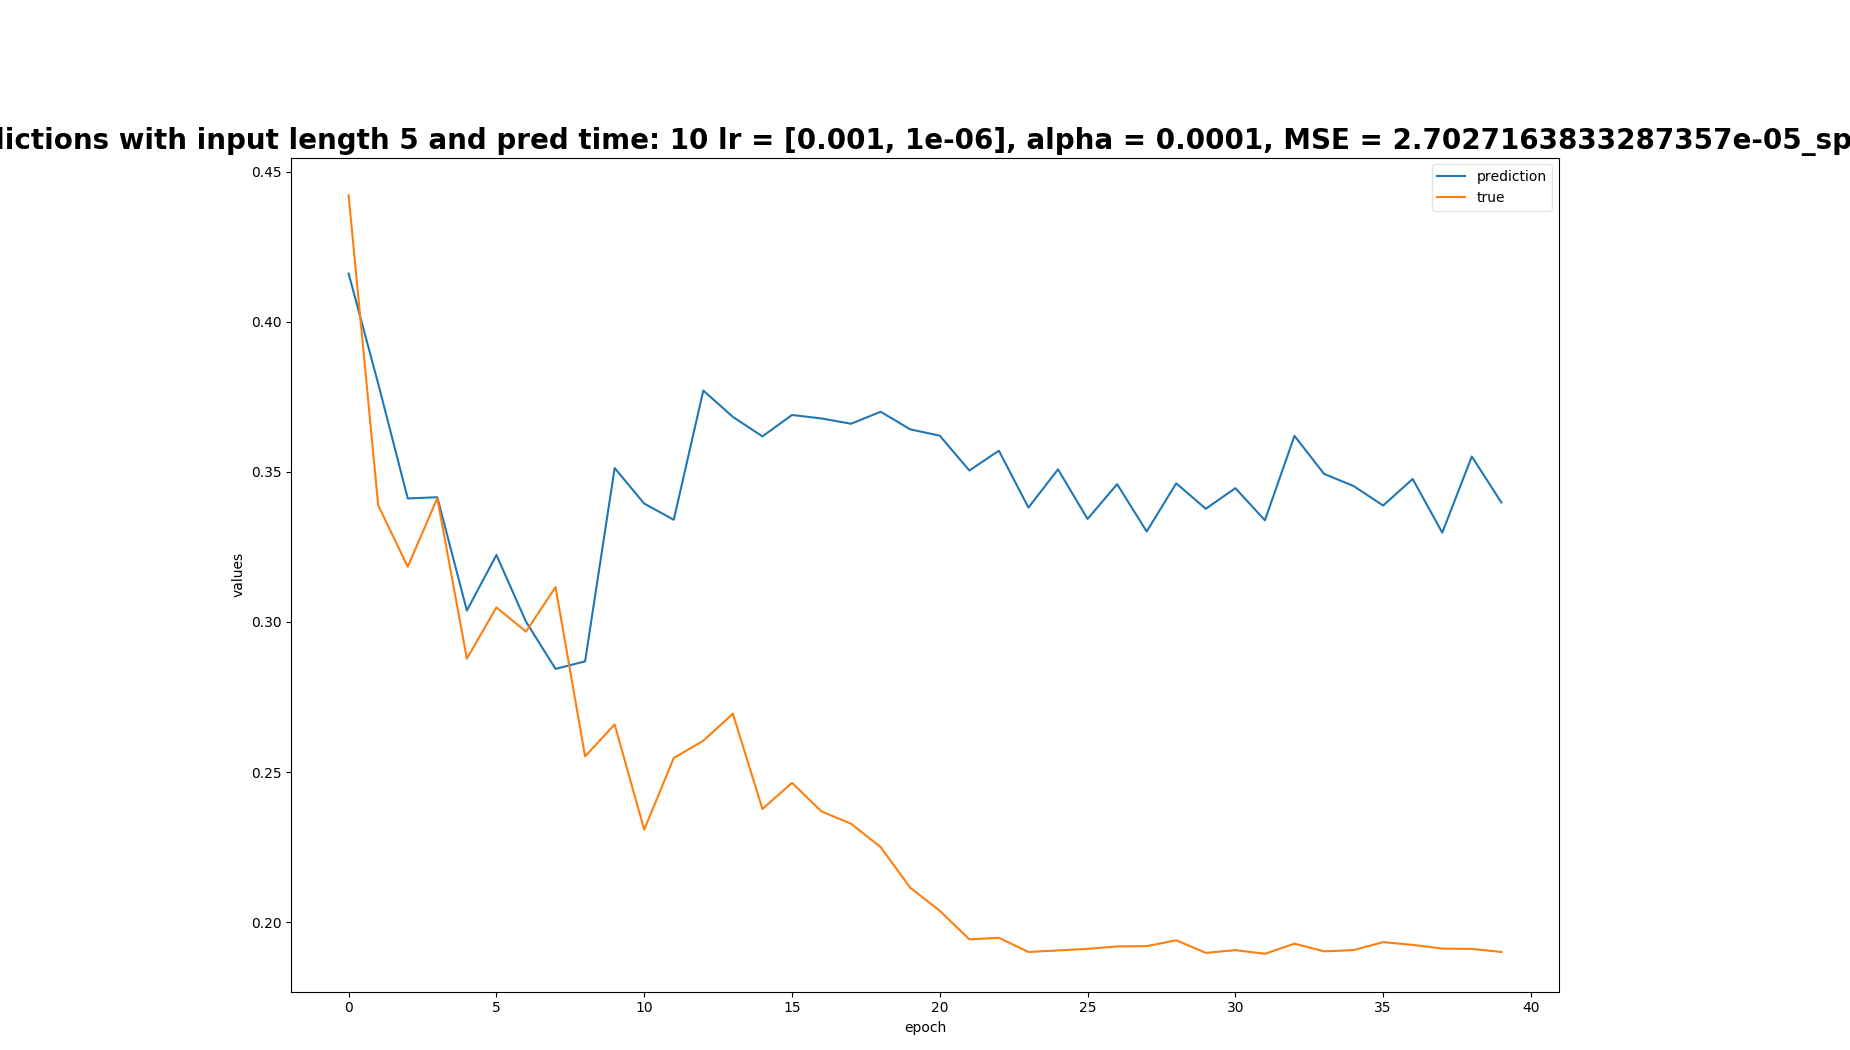 dictions with input length 5 and pred time: 10 lr = [0.001, 1e-06], alpha = 0.0001, MSE = 2.7027163833287357e-05_sp
prediction
true
0.45
0.40
0.35
0.30
0.25
0.20
values
0 5 10 15 20 25 30 35 40
epoch